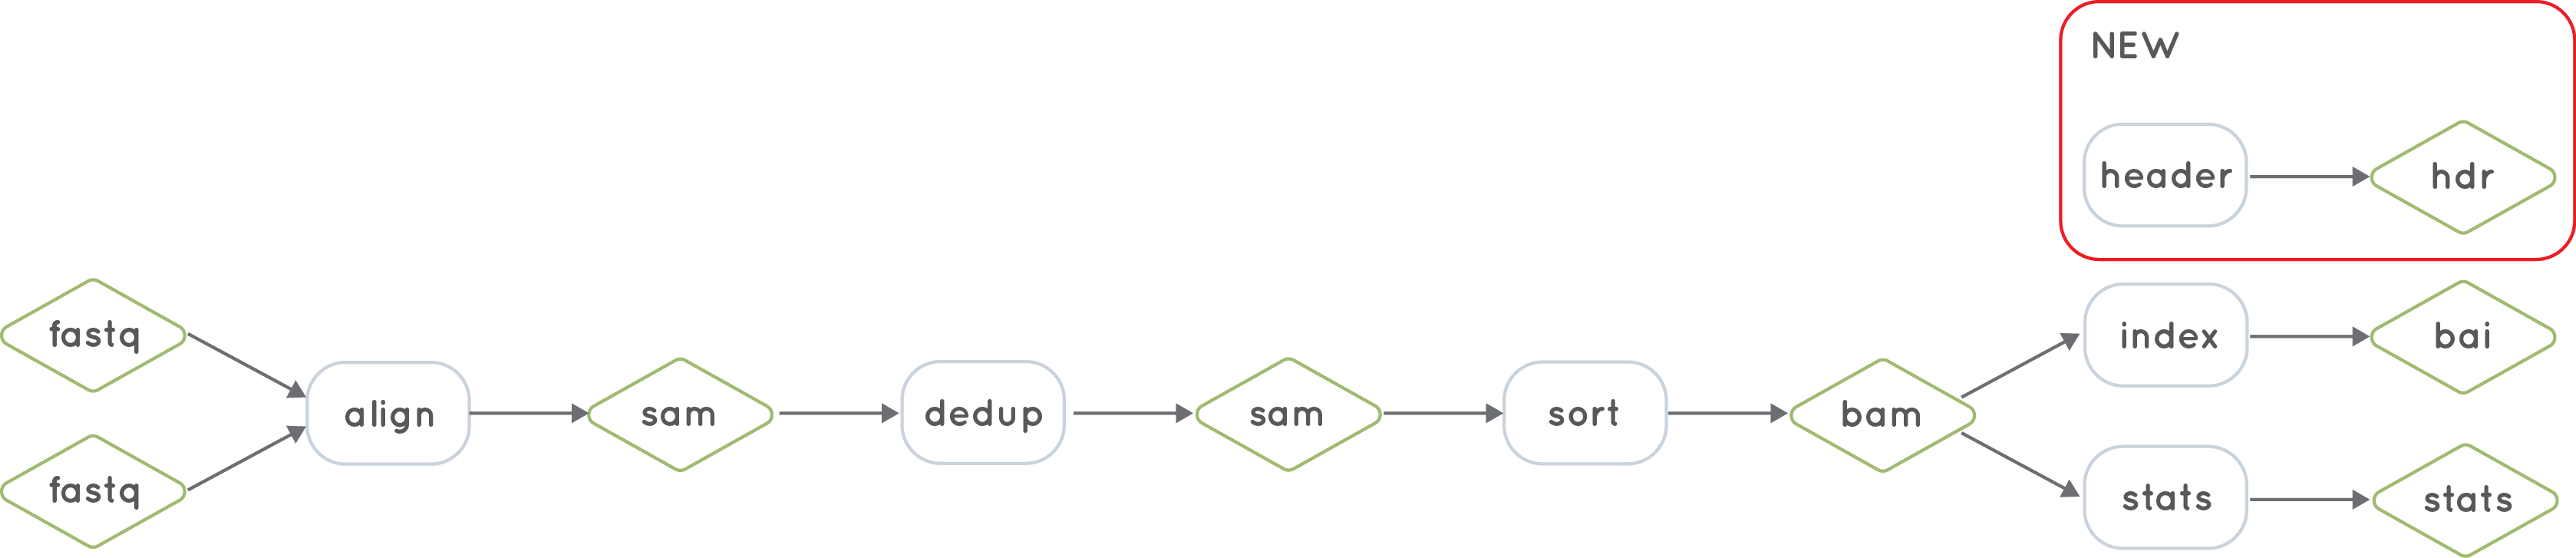 NEW
header
hdr
fastq
index
bai
align
sam
dedup
sam
sort
bam
fastq
stats
stats